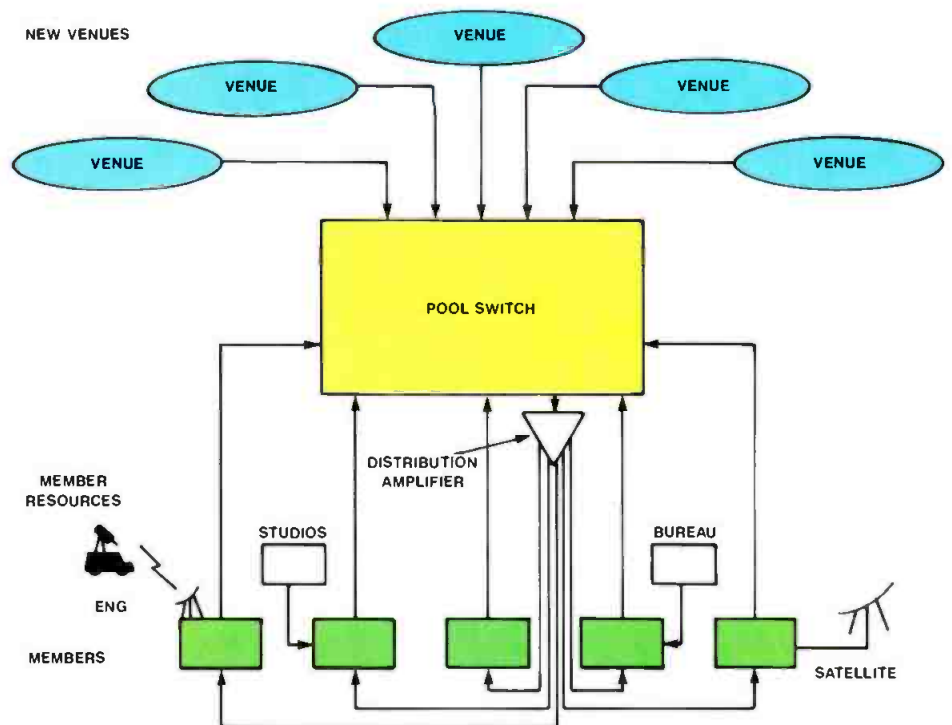 NEW VENUES
VENUE
VENUE
VENUE
VENUE
VENUE
POOL SWITCH
DISTRIBUTION
AMPLIFIER
MEMBER
RESOURCES
STUDIOS
BUREAU
ENG
MEMBERS
SATELLITE